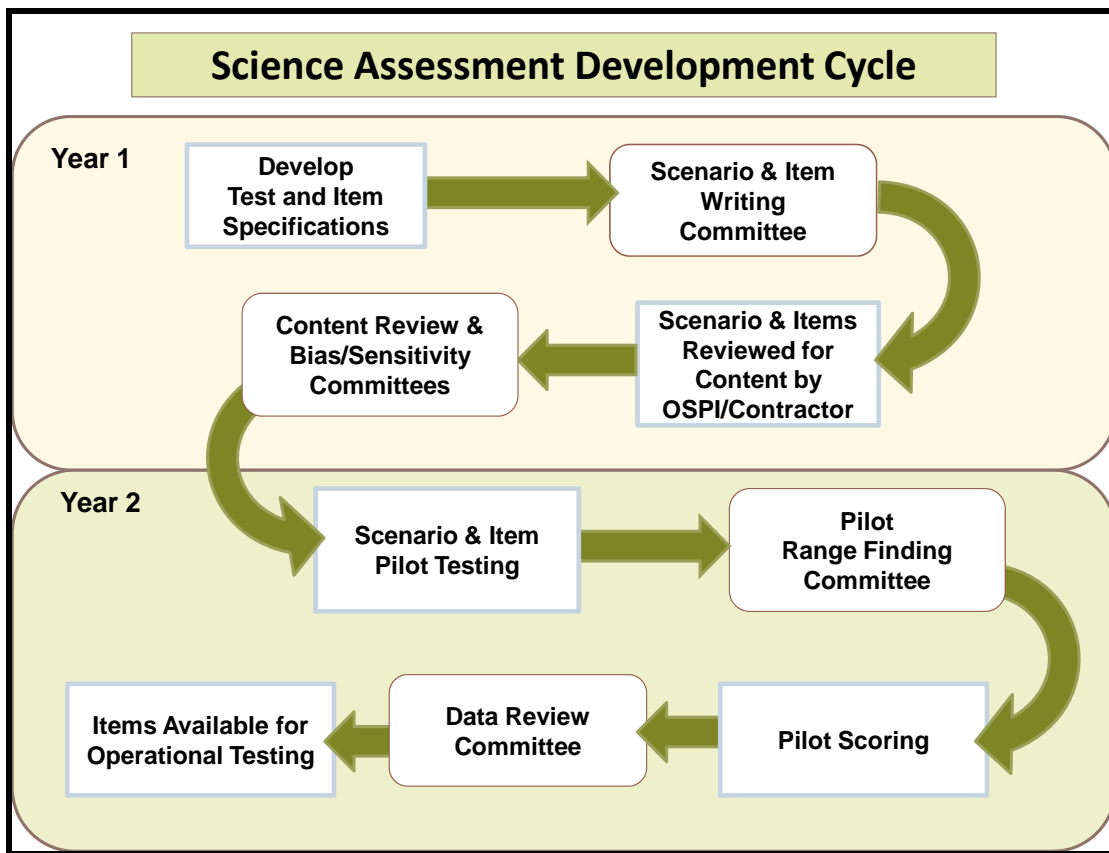 Science Assessment Development Cycle
Year 1
Develop
Test and Item
Specifications
Scenario & Item
Writing
Committee
Scenario & Items
Reviewed for
Content by
OSPI/Contractor
Content Review &
Bias/Sensitivity
Committees
Year 2
Scenario & Item
Pilot Testing
Pilot
Range Finding
Committee
Pilot Scoring
Data Review
Committee
Items Available for
Operational Testing